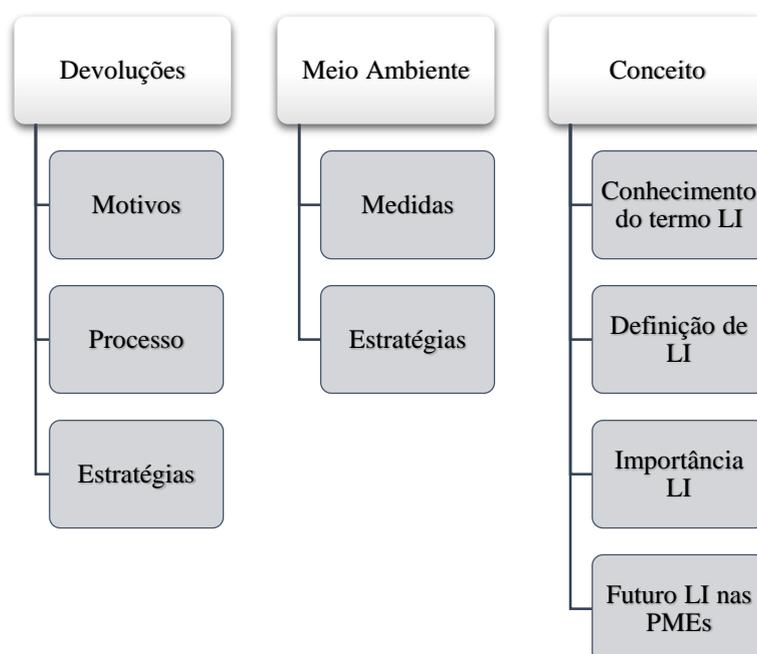 Devoluções
Motivos
Processo
Estratégias
Meio Ambiente
Medidas
Estratégias
Conceito
Conhecimento
do termo LI
Definição de
LI
Importância
LI
Futuro LI nas
PMEs